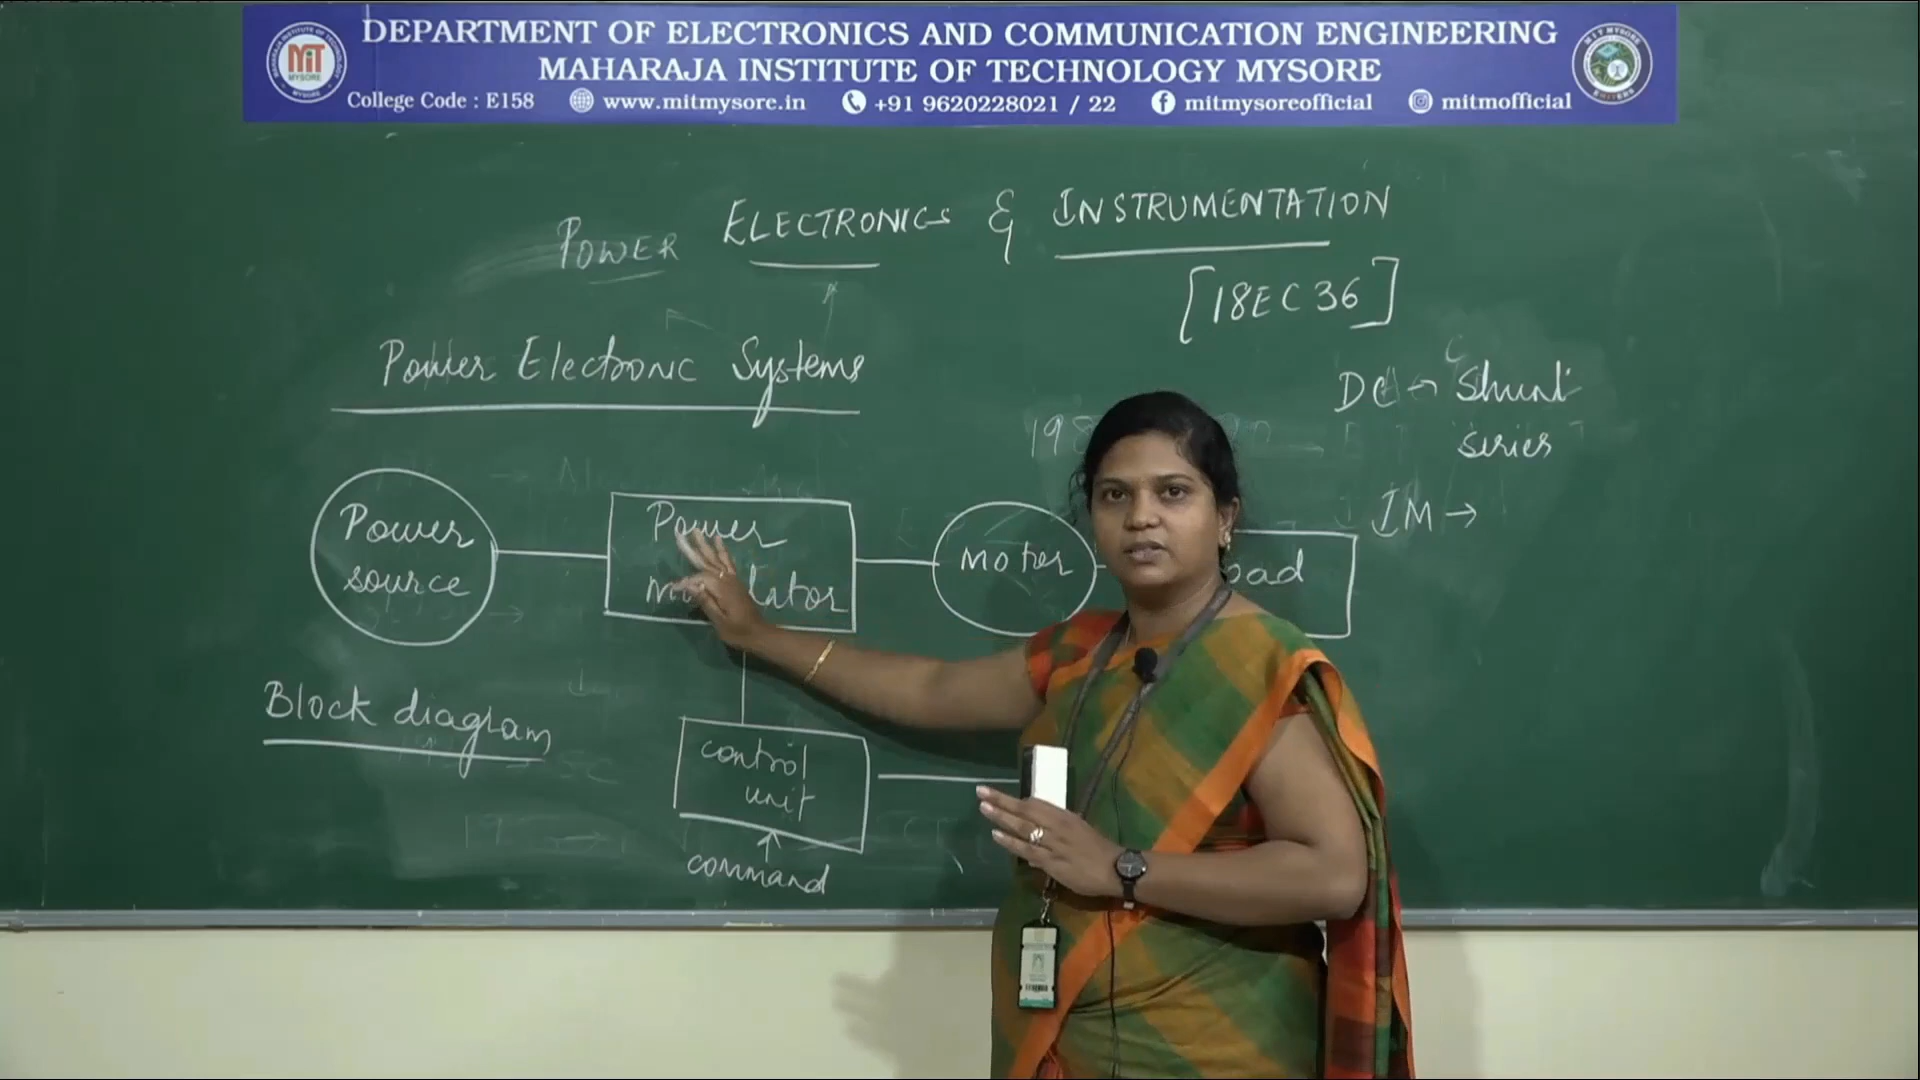 DEPARTMENT OF ELECTRONICS AND COMMUNICATION ENGINEERING
MAHARAJA INSTITUTE OF TECHNOLOGY MYSORE
College Code : E158 www.mitmysore.in +91 9620228021 / 22 mitmysoreofficial mitmofficial
MIT
MYSORE
POWER ELECTRONICS & INSTRUMENTATION
[18EC36]
Power Electronic Systems
DC → Shunt
series
IM →
Power
source
Power
Motor
Block diagram
control
unit
command